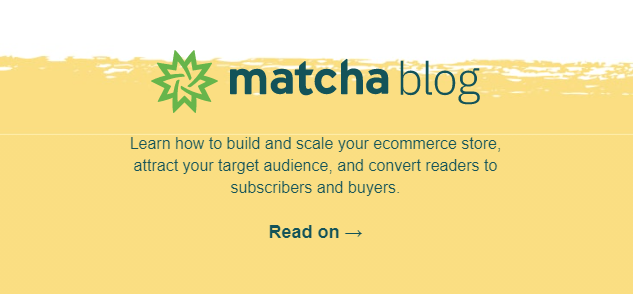 matcha blog
Learn how to build and scale your ecommerce store,
attract your target audience, and convert readers to
subscribers and buyers.
Read on →